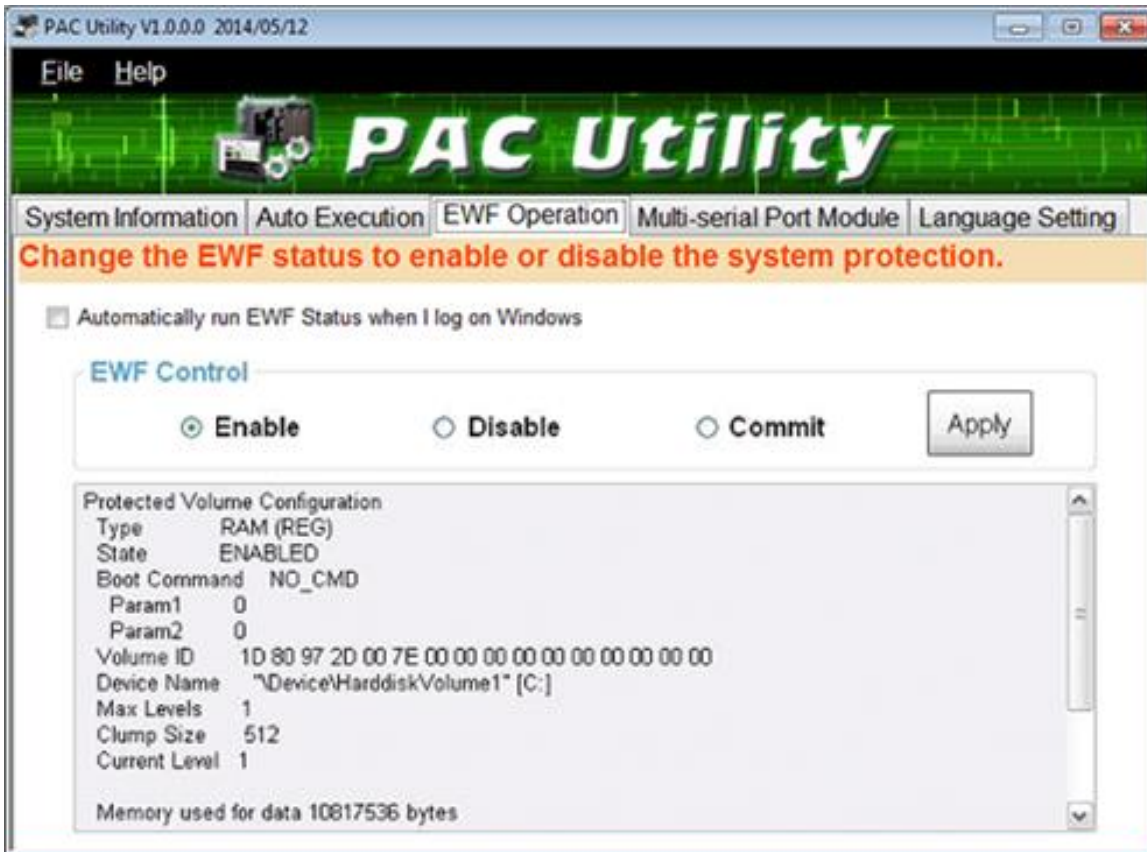 PAC Utility V1.0.0.0 2014/05/12
File Help
PAC Utility
System Information Auto Execution EWF Operation Multi-serial Port Module Language Setting
Change the EWF status to enable or disable the system protection.
Automatically run EWF Status when I log on Windows
EWF Control
Enable Disable Commit Apply
Protected Volume Configuration
Type RAM (REG)
State ENABLED
Boot Command NO_CMD
Param1 0
Param2 0
Volume ID 1D 80 97 2D 00 7E 00 00 00 00 00 00 00 00 00 00
Device Name "\Device\HarddiskVolume1" [C:]
Max Levels 1
Clump Size 512
Current Level 1
Memory used for data 10817536 bytes